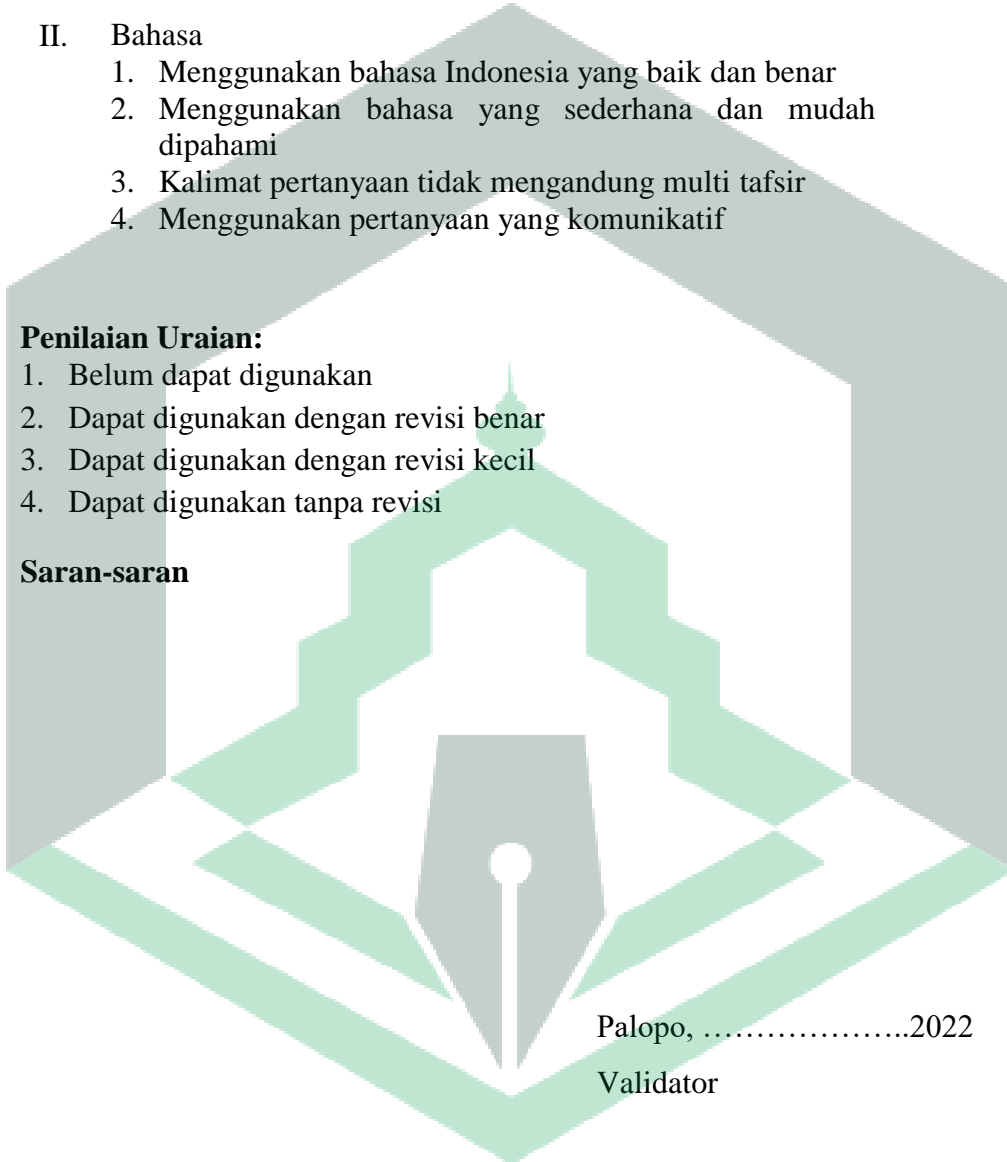 II. Bahasa
1. Menggunakan bahasa Indonesia yang baik dan benar
2. Menggunakan bahasa yang sederhana dan mudah
dipahami
3. Kalimat pertanyaan tidak mengandung multi tafsir
4. Menggunakan pertanyaan yang komunikatif
Penilaian Uraian:
1. Belum dapat digunakan
2. Dapat digunakan dengan revisi benar
3. Dapat digunakan dengan revisi kecil
4. Dapat digunakan tanpa revisi
Saran-saran
Palopo, ………………..2022
Validator